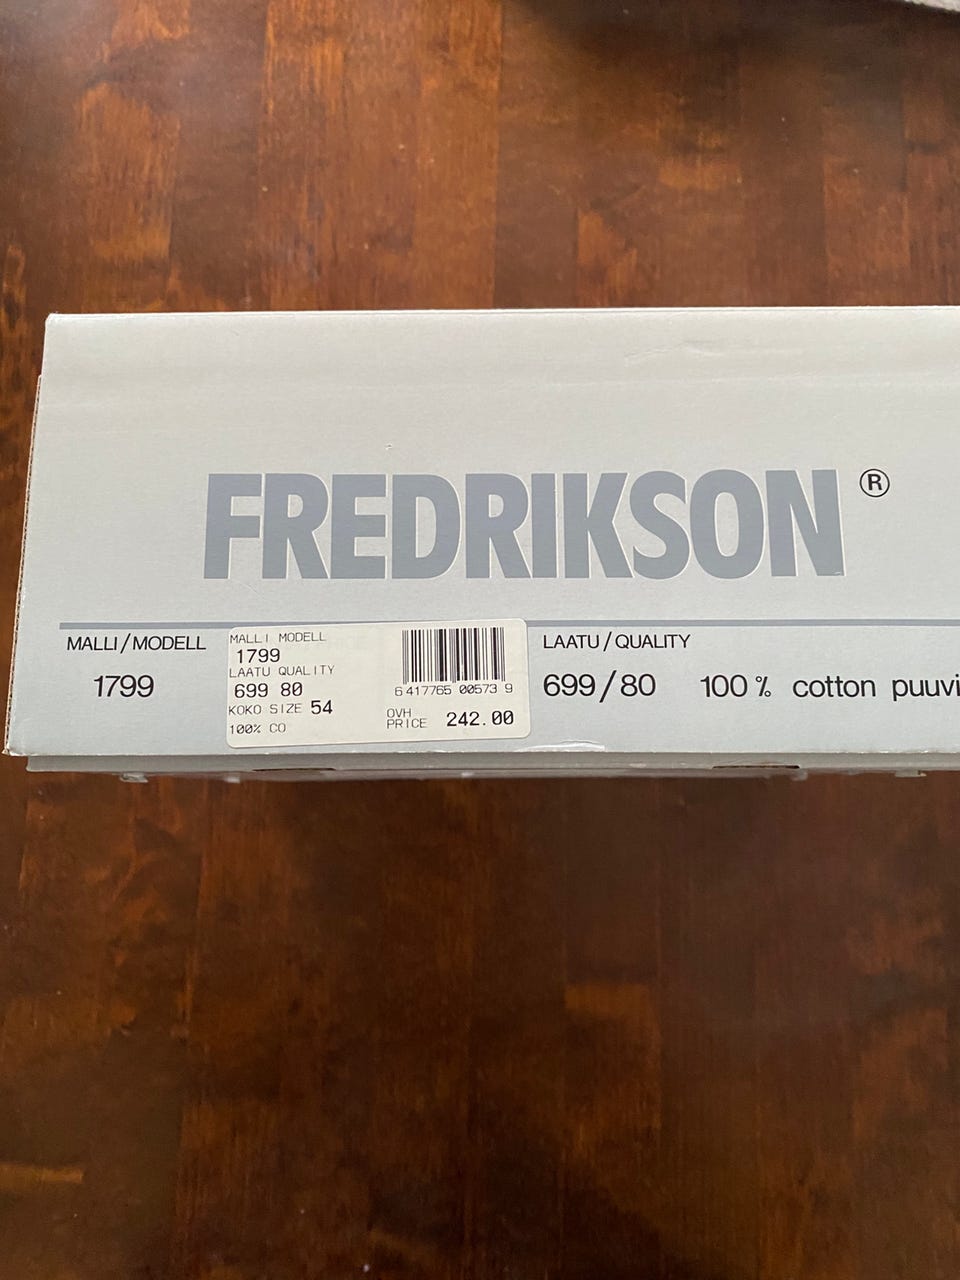 FREDRIKSON ®
MALLI/MODELL
1799
MALLI MODELL
1799
LAATU QUALITY
699 80
KOKO SIZE 54
100% CO
6 417765 00573 9
OVH
PRICE 242.00
LAATU/QUALITY
699/80 100 % cotton puuvi